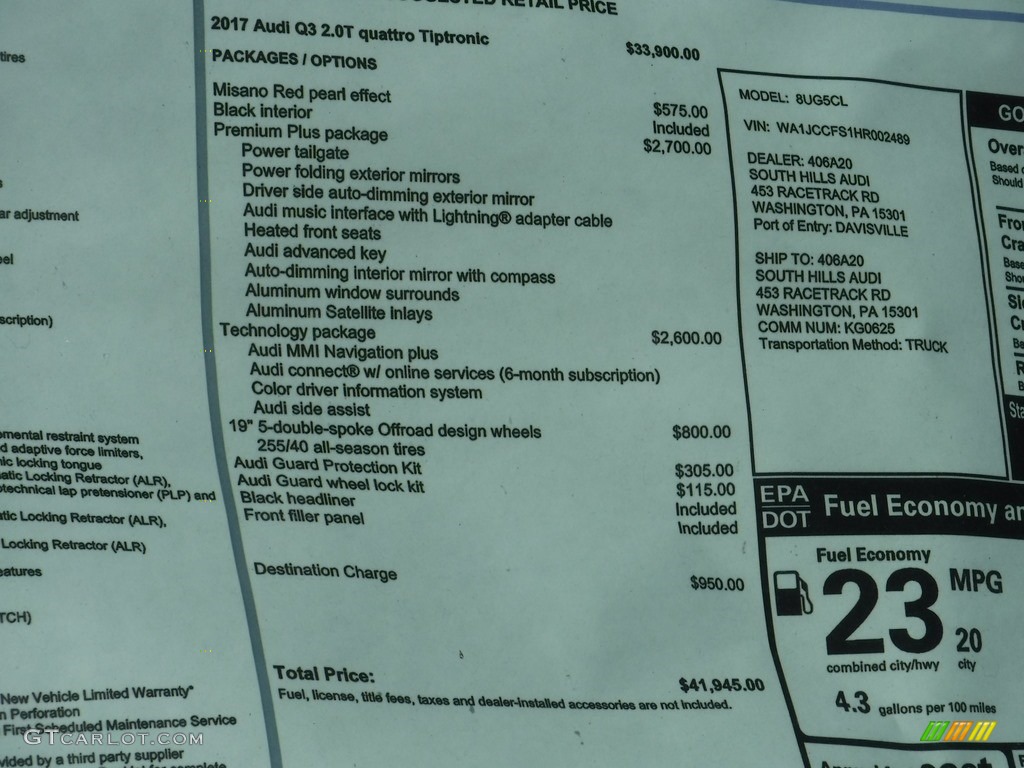 RETAIL PRICE
2017 Audi Q3 2.0T quattro Tiptronic $33,900.00
PACKAGES / OPTIONS
Misano Red pearl effect $575.00
Black interior Included
Premium Plus package $2,700.00
Power tailgate
Power folding exterior mirrors
Driver side auto-dimming exterior mirror
Audi music interface with Lightning® adapter cable
Heated front seats
Audi advanced key
Auto-dimming interior mirror with compass
Aluminum window surrounds
Aluminum Satellite Inlays
Technology package $2,600.00
Audi MMI Navigation plus
Audi connect® w/ online services (6-month subscription)
Color driver information system
Audi side assist
19" 5-double-spoke Offroad design wheels $800.00
255/40 all-season tires
Audi Guard Protection Kit $305.00
Audi Guard wheel lock kit $115.00
Black headliner Included
Front filler panel Included
Destination Charge $950.00
Total Price: $41,945.00
Fuel, license, title fees, taxes and dealer-installed accessories are not included.
MODEL: 8UG5CL
VIN: WA1JCCFS1HR002489
DEALER: 406A20
SOUTH HILLS AUDI
453 RACETRACK RD
WASHINGTON, PA 15301
Port of Entry: DAVISVILLE
SHIP TO: 406A20
SOUTH HILLS AUDI
453 RACETRACK RD
WASHINGTON, PA 15301
COMM NUM: KG0625
Transportation Method: TRUCK
EPA
DOT
Fuel Economy an
Fuel Economy
23 MPG
20
combined city/hwy city
4.3 gallons per 100 miles
tires
ar adjustment
el
scription)
emental restraint system
d adaptive force limiters,
ic locking tongue
atic Locking Retractor (ALR),
otechnical lap pretensioner (PLP) and
atic Locking Retractor (ALR),
Locking Retractor (ALR)
eatures
TCH)
New Vehicle Limited Warranty*
n Perforation
First Scheduled Maintenance Service
vided by a third party supplier
GO
Over
Based
Should
Fro
Cra
Base
Shou
GTCARLOT.COM